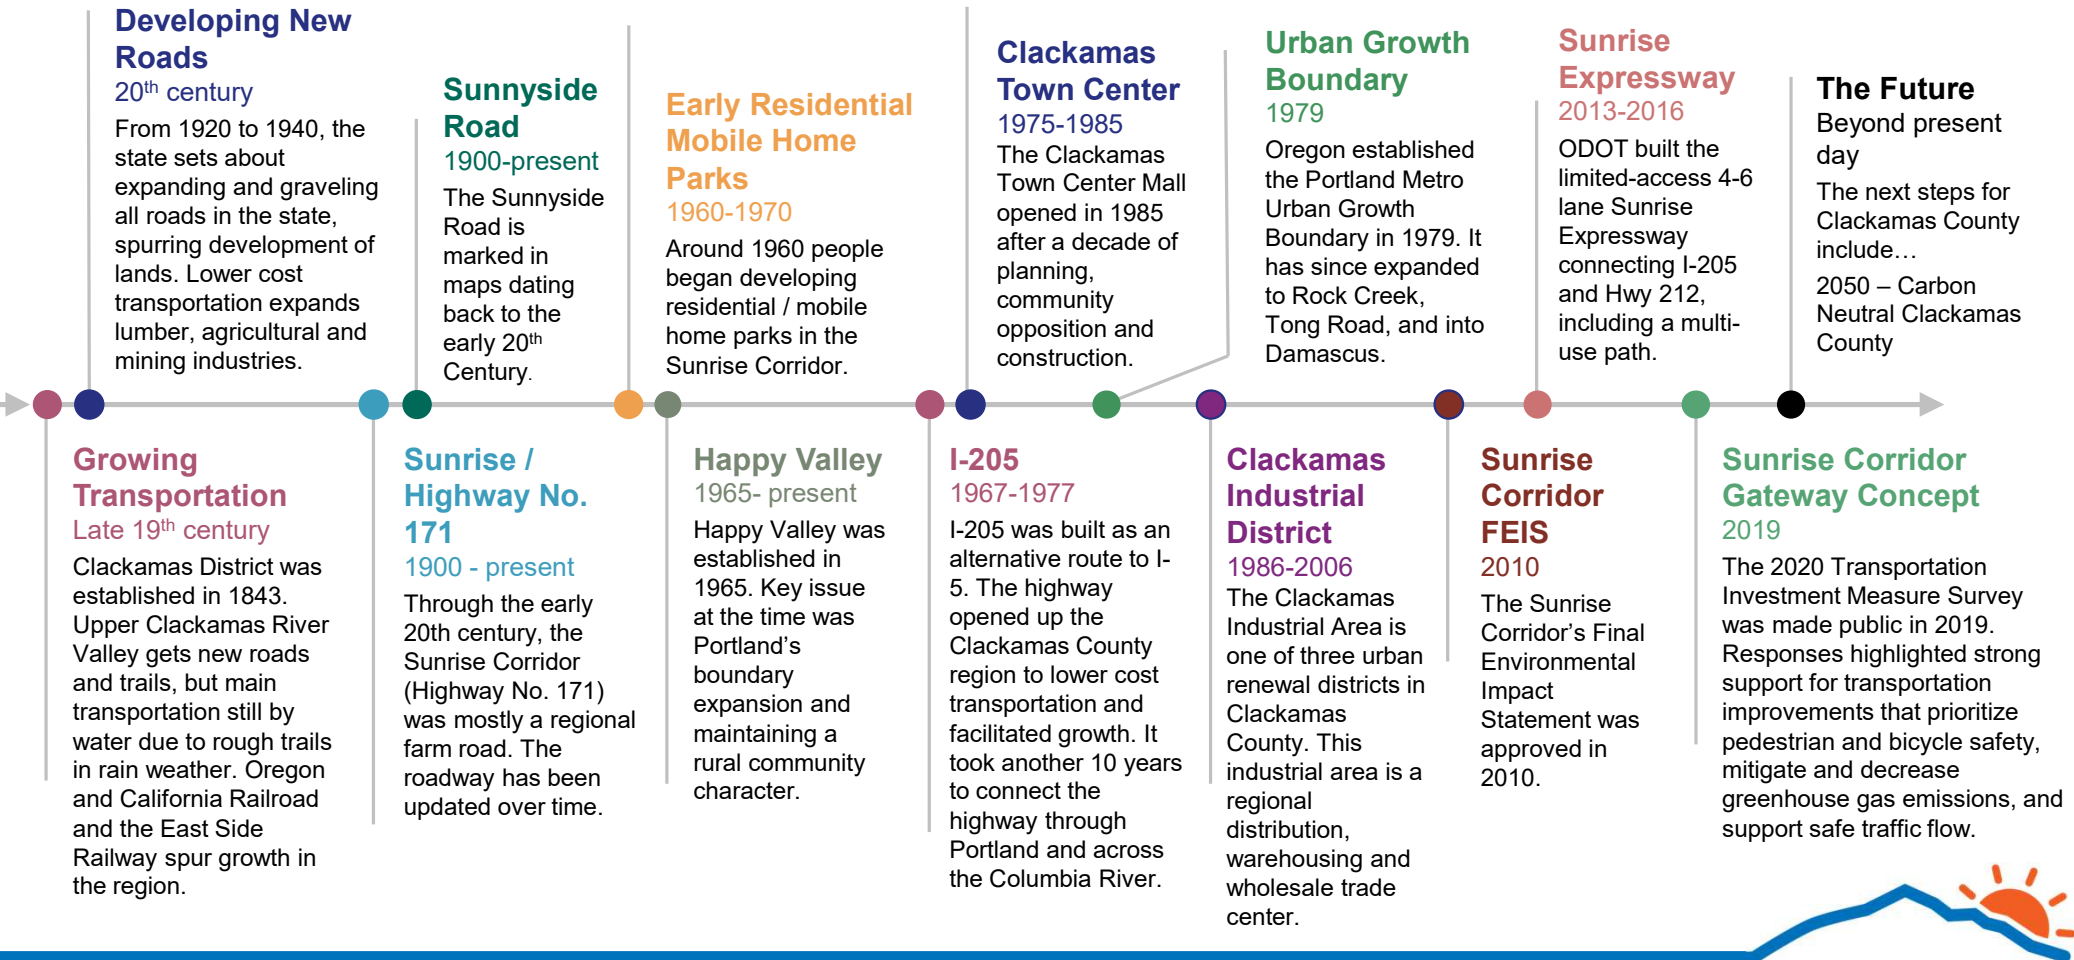 Developing New
Roads
20th century
From 1920 to 1940, the
state sets about
expanding and graveling
all roads in the state,
spurring development of
lands. Lower cost
transportation expands
lumber, agricultural and
mining industries.
Sunnyside
Road
1900-present
The Sunnyside
Road is
marked in
maps dating
back to the
early 20th
Century.
Early Residential
Mobile Home
Parks
1960-1970
Around 1960 people
began developing
residential / mobile
home parks in the
Sunrise Corridor.
Clackamas
Town Center
1975-1985
The Clackamas
Town Center Mall
opened in 1985
after a decade of
planning,
community
opposition and
construction.
Urban Growth
Boundary
1979
Oregon established
the Portland Metro
Urban Growth
Boundary in 1979. It
has since expanded
to Rock Creek,
Tong Road, and into
Damascus.
Sunrise
Expressway
2013-2016
ODOT built the
limited-access 4-6
lane Sunrise
Expressway
connecting I-205
and Hwy 212,
including a multi-
use path.
The Future
Beyond present
day
The next steps for
Clackamas County
include…
2050 – Carbon
Neutral Clackamas
County
Growing
Transportation
Late 19th century
Clackamas District was
established in 1843.
Upper Clackamas River
Valley gets new roads
and trails, but main
transportation still by
water due to rough trails
in rain weather. Oregon
and California Railroad
and the East Side
Railway spur growth in
the region.
Sunrise /
Highway No.
171
1900 - present
Through the early
20th century, the
Sunrise Corridor
(Highway No. 171)
was mostly a regional
farm road. The
roadway has been
updated over time.
Happy Valley
1965- present
Happy Valley was
established in
1965. Key issue
at the time was
Portland’s
boundary
expansion and
maintaining a
rural community
character.
I-205
1967-1977
I-205 was built as an
alternative route to I-
5. The highway
opened up the
Clackamas County
region to lower cost
transportation and
facilitated growth. It
took another 10 years
to connect the
highway through
Portland and across
the Columbia River.
Clackamas
Industrial
District
1986-2006
The Clackamas
Industrial Area is
one of three urban
renewal districts in
Clackamas
County. This
industrial area is a
regional
distribution,
warehousing and
wholesale trade
center.
Sunrise
Corridor
FEIS
2010
The Sunrise
Corridor’s Final
Environmental
Impact
Statement was
approved in
2010.
Sunrise Corridor
Gateway Concept
2019
The 2020 Transportation
Investment Measure Survey
was made public in 2019.
Responses highlighted strong
support for transportation
improvements that prioritize
pedestrian and bicycle safety,
mitigate and decrease
greenhouse gas emissions, and
support safe traffic flow.